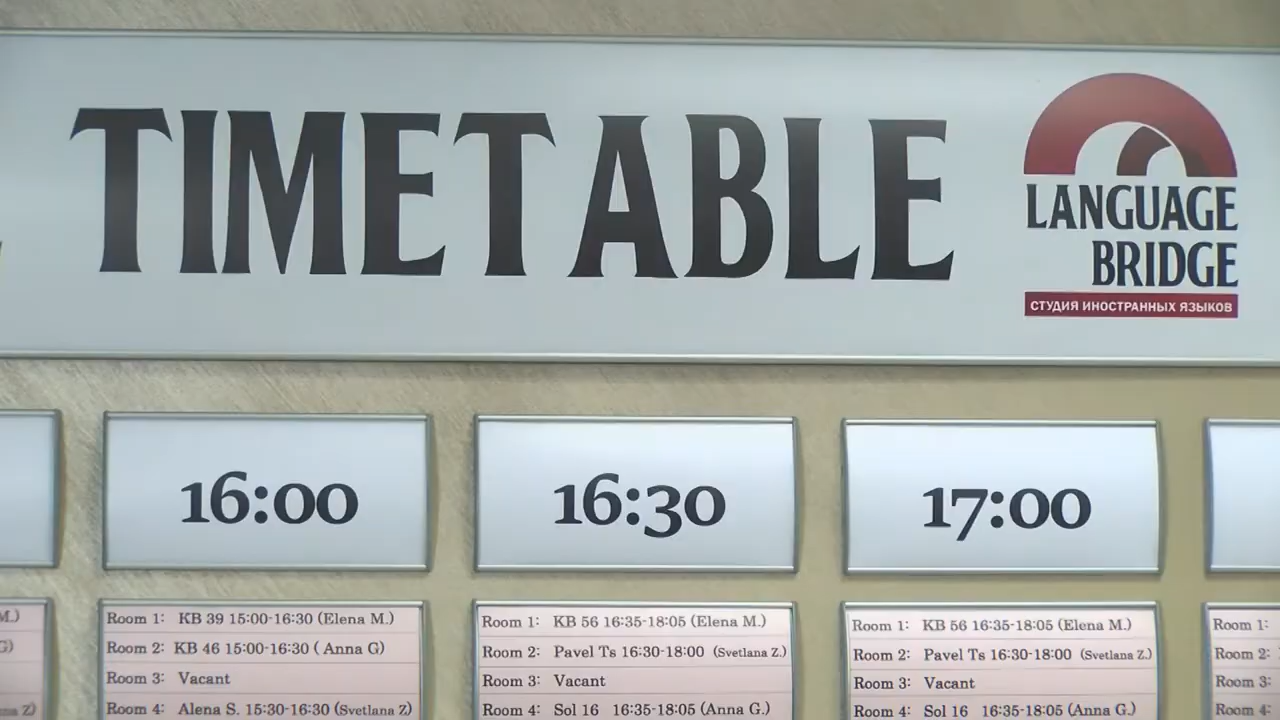 TIMETABLE
LANGUAGE
BRIDGE
СТУДИЯ ИНОСТРАННЫХ ЯЗЫКОВ
16:00
16:30
17:00
M.)
G)
Z)
Room 1: KB 39 15:00-16:30 (Elena M.)
Room 2: KB 46 15:00-16:30 ( Anna G)
Room 3: Vacant
Room 4: Alena S. 15:30-16:30 (Svetlana Z)
Room 1: KB 56 16:35-18:05 (Elena M.)
Room 2: Pavel Ts 16:30-18:00 (Svetlana Z.)
Room 3: Vacant
Room 4: Sol 16 16:35-18:05 (Anna G.)
Room 1: KB 56 16:35-18:05 (Elena M.)
Room 2: Pavel Ts 16:30-18:00 (Svetlana Z.)
Room 3: Vacant
Room 4: Sol 16 16:35-18:05 (Anna G.)
Room 1:
Room 2:
Room 3:
Room 4: